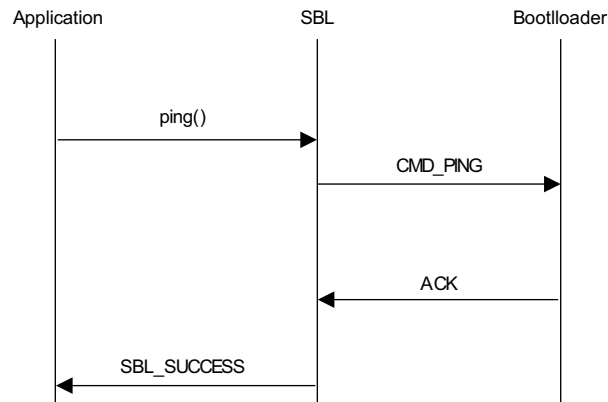 Application SBL Bootlloader
ping()
CMD_PING
ACK
SBL_SUCCESS